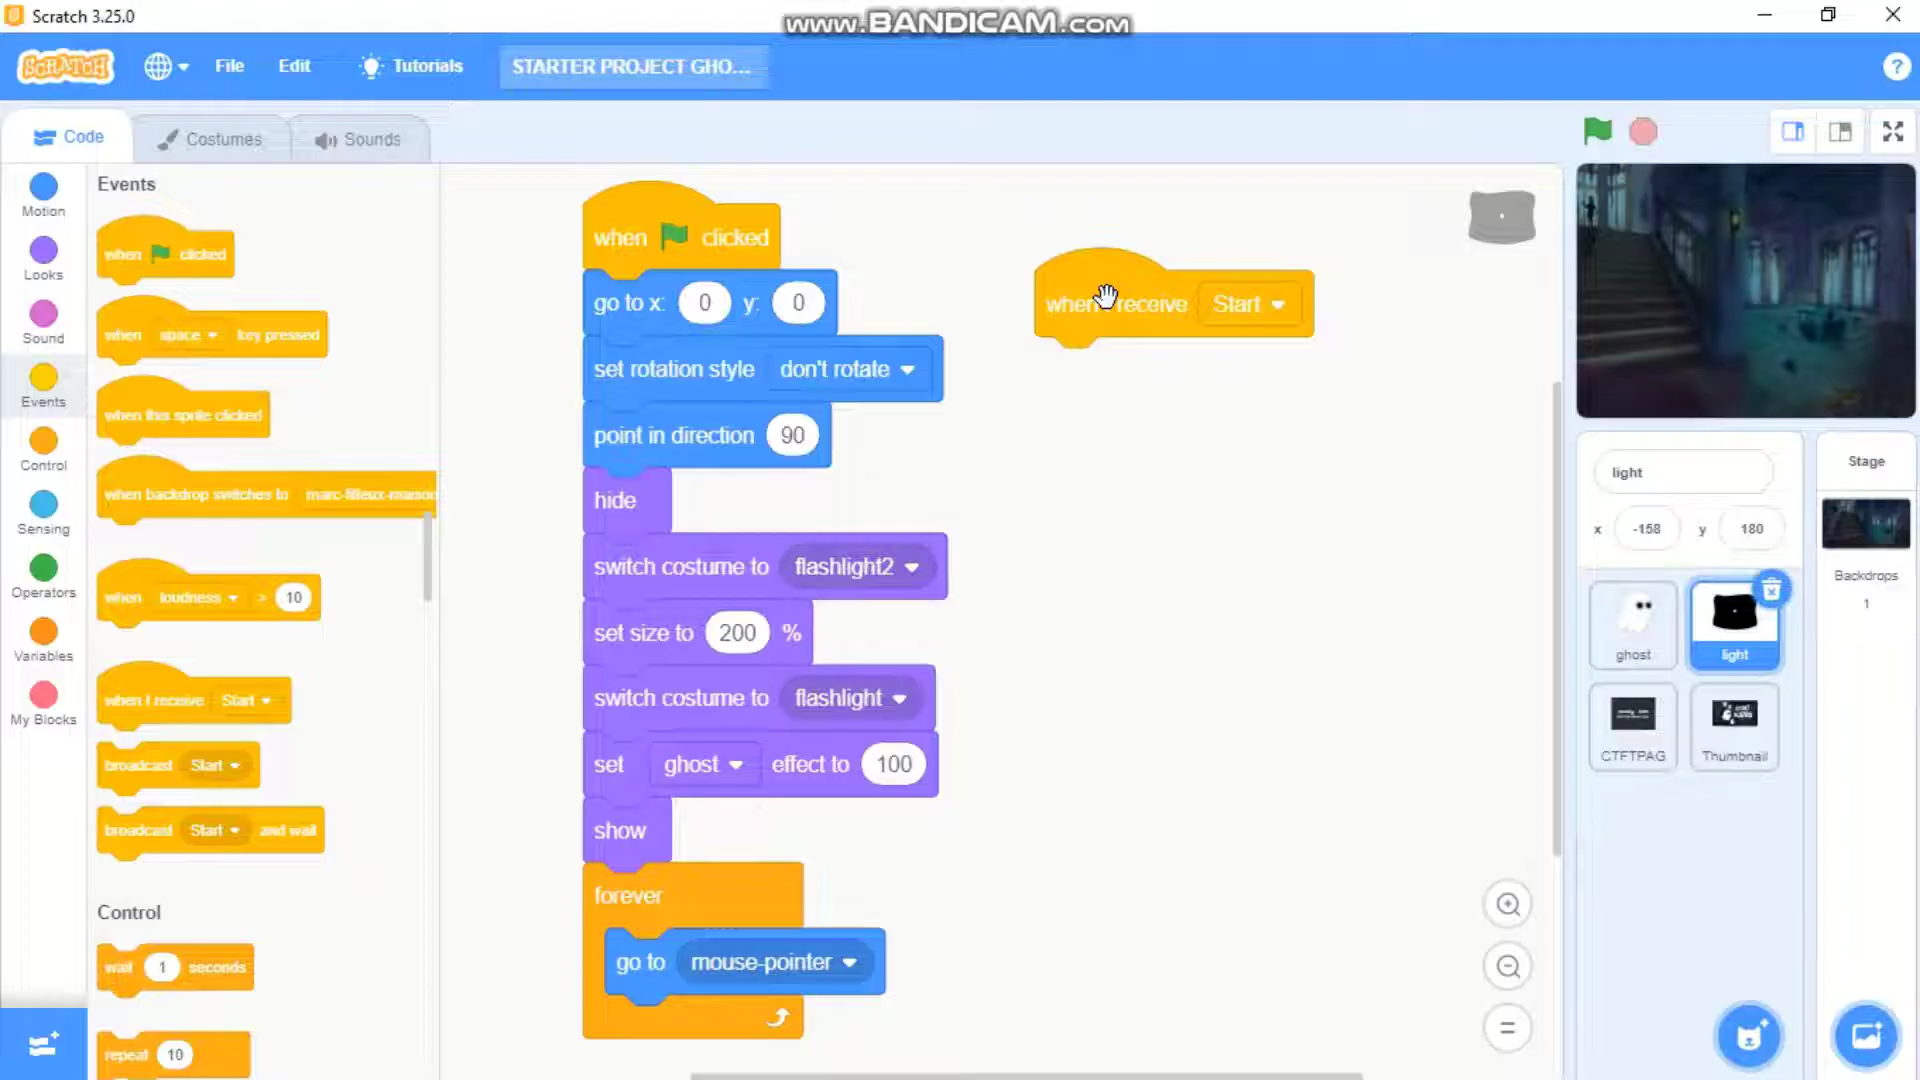 Scratch 3.25.0
www.BANDICAM.com
SCRATCH
File
Edit
Tutorials
STARTER PROJECT GHO...
?
Code
Costumes
Sounds
Motion
Looks
Sound
Events
Control
Sensing
Operators
Variables
My Blocks
Events
when clicked
when space key pressed
when this sprite clicked
when backdrop switches to marc-filleux-maison
when loudness > 10
when I receive Start
broadcast Start
broadcast Start and wait
Control
wait 1 seconds
repeat 10
when clicked
go to x: 0 y: 0
set rotation style don't rotate
point in direction 90
hide
switch costume to flashlight2
set size to 200 %
switch costume to flashlight
set ghost effect to 100
show
forever
go to mouse-pointer
when receive Start
light
x -158 y 180
ghost
light
CTFTPAG
Thumbnail
Stage
Backdrops
1